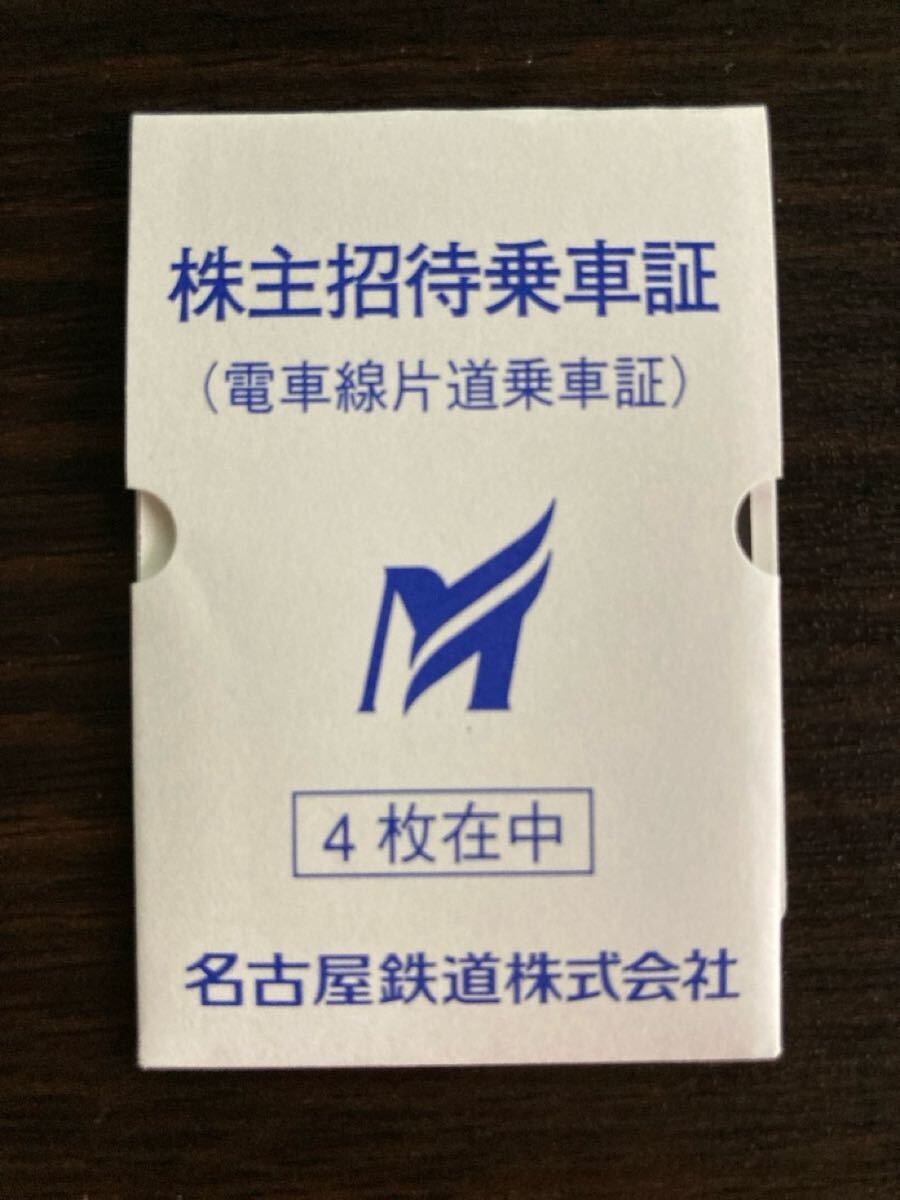 株主招待乗車証
（電車線片道乗車証）
4枚在中
名古屋鉄道株式会社